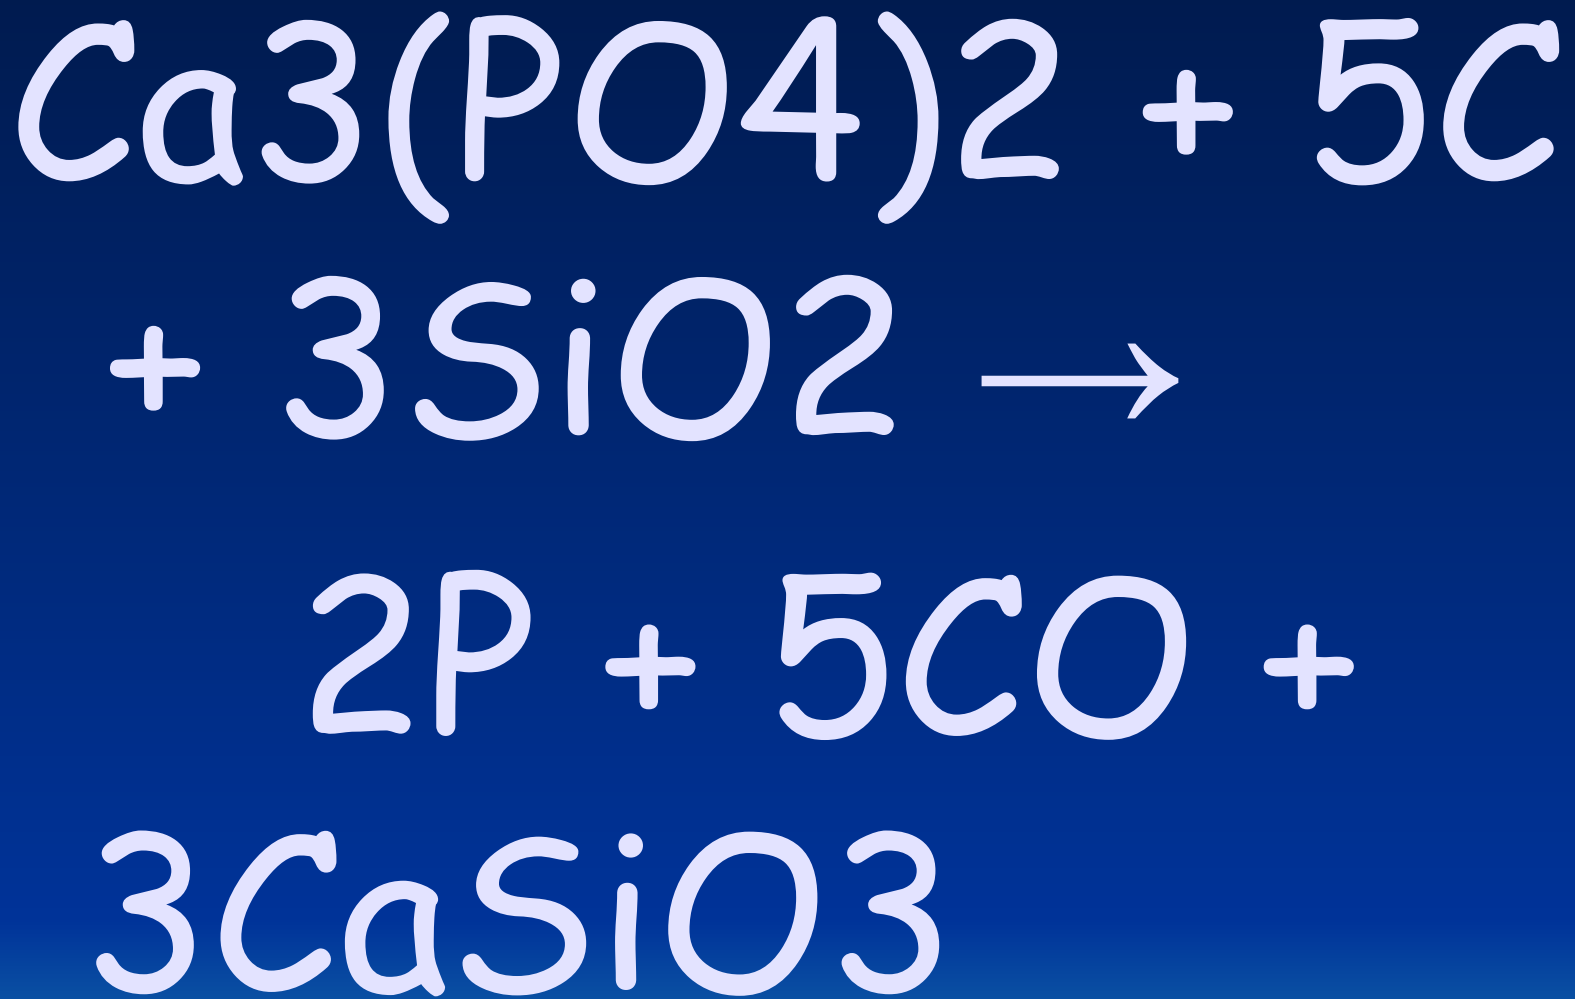 Ca3(PO4)2 + 5C
+ 3SiO2 →
2P + 5CO +
3CaSiO3